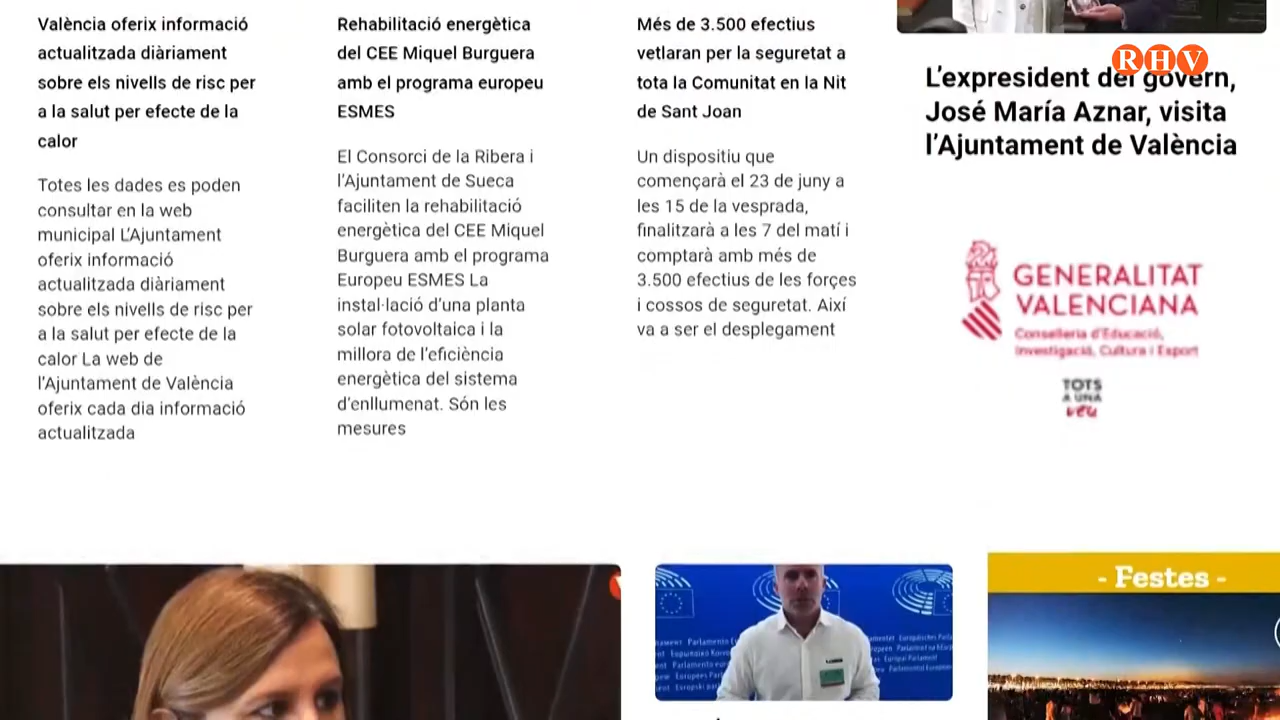 València oferix informació
actualitzada diàriament
sobre els nivells de risc per
a la salut per efecte de la
calor
Totes les dades es poden
consultar en la web
municipal L’Ajuntament
oferix informació
actualitzada diàriament
sobre els nivells de risc per
a la salut per efecte de la
calor La web de
l’Ajuntament de València
oferix cada dia informació
actualitzada
Rehabilitació energètica
del CEE Miquel Burguera
amb el programa europeu
ESMES
El Consorci de la Ribera i
l’Ajuntament de Sueca
faciliten la rehabilitació
energètica del CEE Miquel
Burguera amb el programa
Europeu ESMES La
instal·lació d’una planta
solar fotovoltaica i la
millora de l’eficiència
energètica del sistema
d’enllumenat. Són les
mesures
Més de 3.500 efectius
vetlaran per la seguretat a
tota la Comunitat en la Nit
de Sant Joan
Un dispositiu que
començarà el 23 de juny a
les 15 de la vesprada,
finalitzarà a les 7 del matí i
comptarà amb més de
3.500 efectius de les forçes
i cossos de seguretat. Així
va a ser el desplegament
RHV
L’expresident del govern,
José María Aznar, visita
l’Ajuntament de València
GENERALITAT
VALENCIANA
Conselleria d’Educació,
Investigació, Cultura i Esport
TOTS
A UNA
veu
- Festes -
Parlamento
Parlamento
European Parliament